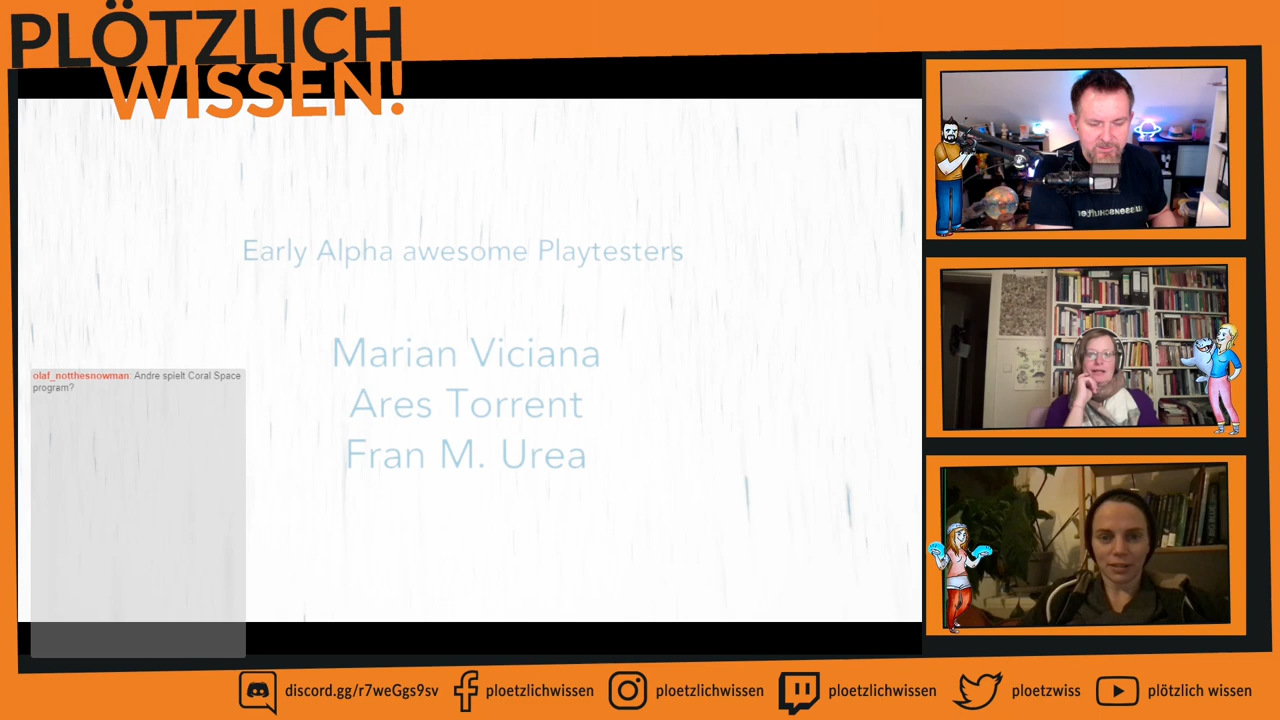 PLÖTZLICH
WISSEN!
Early Alpha awesome Playtesters
Marian Viciana
Ares Torrent
Fran M. Urea
olaf_notthesnowman: Andre spielt Coral Space
program?
discord.gg/r7weGgs9sv
ploetzlichwissen
ploetzlichwissen
ploetzlichwissen
ploetzwiss
plötzlich wissen